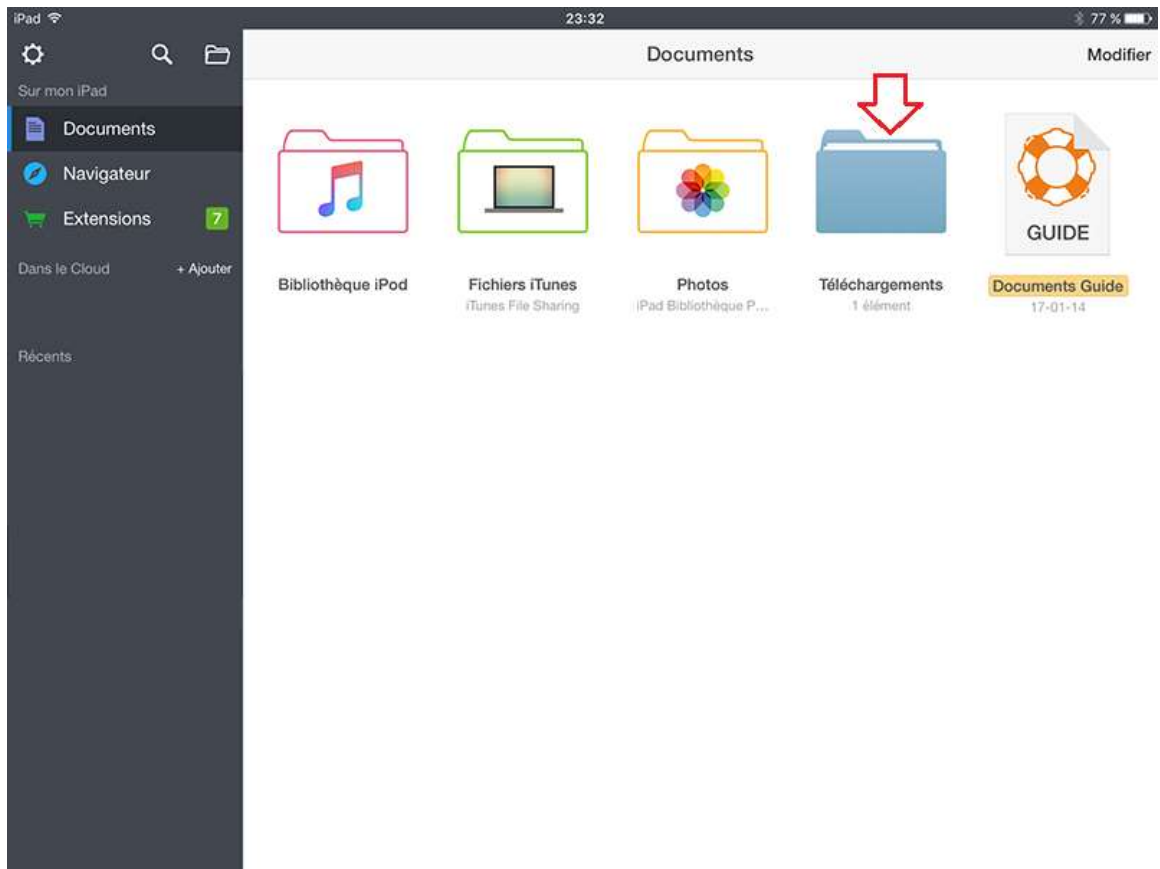 iPad
23:32
77 %
Documents
Modifier
Sur mon iPad
Documents
Navigateur
Extensions
7
Dans le Cloud
+ Ajouter
Récents
GUIDE
Bibliothèque iPod
Fichiers iTunes
iTunes File Sharing
Photos
iPad Bibliothèque P...
Téléchargements
1 élément
Documents Guide
17-01-14